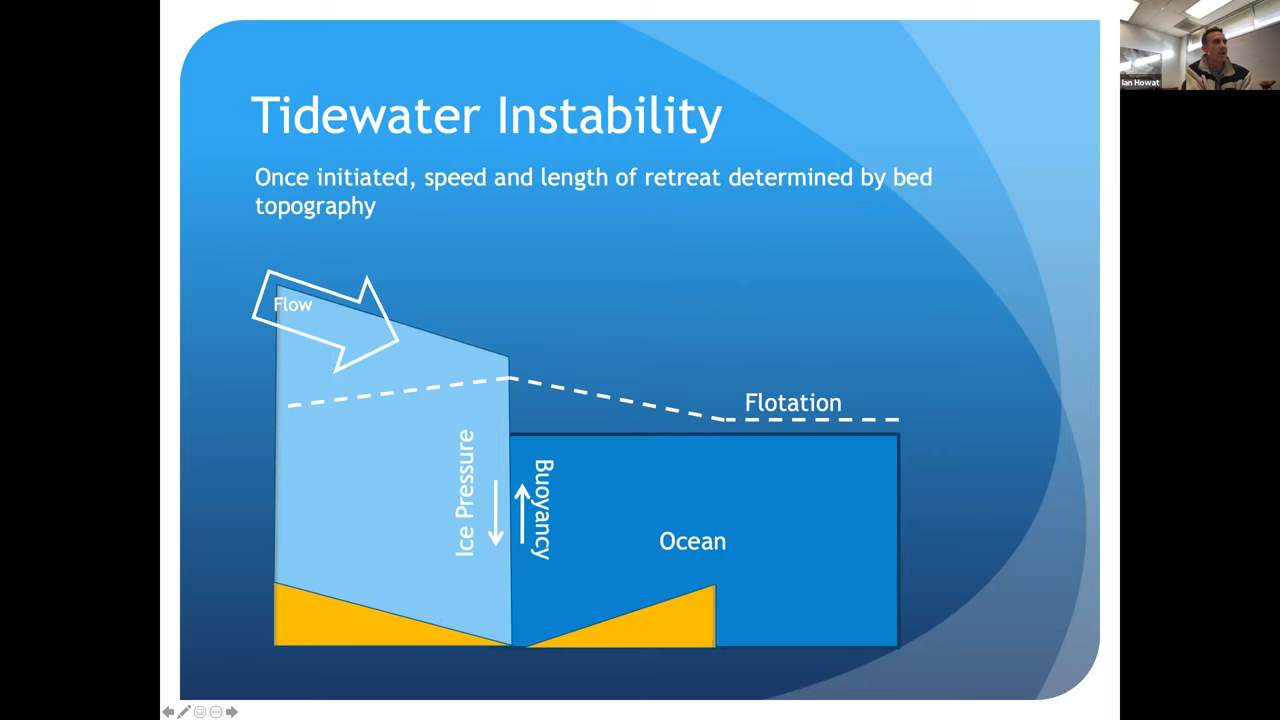 Ian Howat
Tidewater Instability
Once initiated, speed and length of retreat determined by bed
topography
Flow
Flotation
Ice Pressure
Buoyancy
Ocean